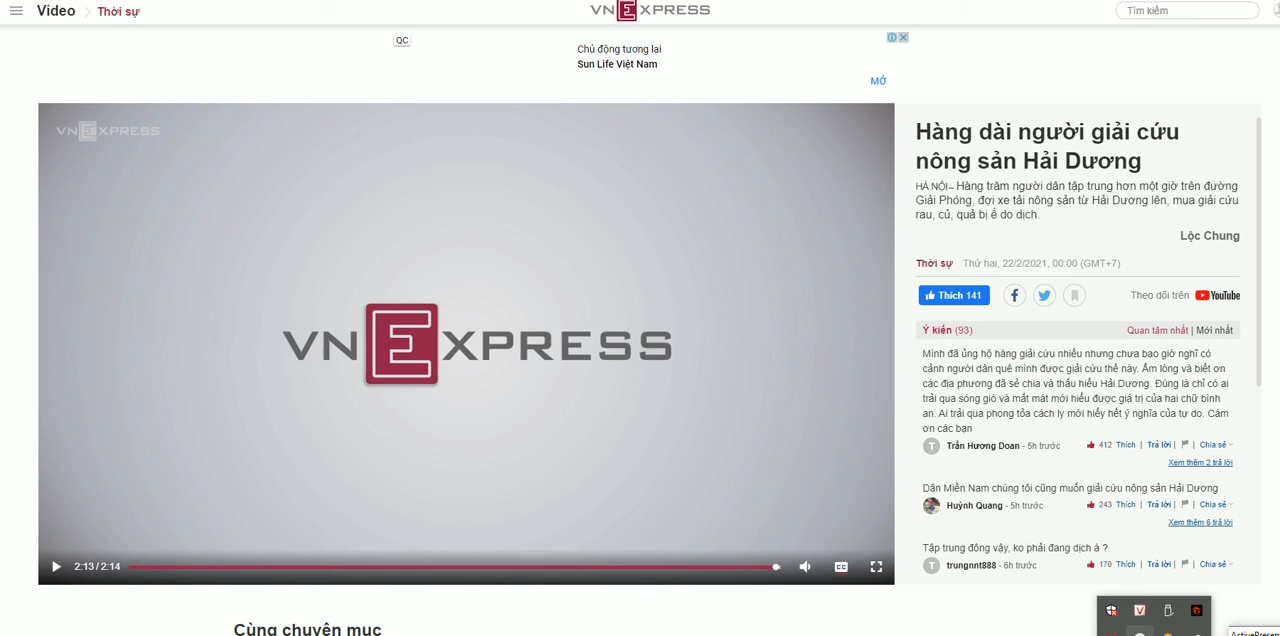 Video
Thời sự
VNEXPRESS
Tìm kiếm
QC
Chủ động tương lai
Sun Life Việt Nam
MỞ
VNEXPRESS
VNEXPRESS
2:13/2:14
CC
Hàng dài người giải cứu
nông sản Hải Dương
HÀ NỘI– Hàng trăm người dân tập trung hơn một giờ trên đường
Giải Phóng, đợi xe tải nông sản từ Hải Dương lên, mua giải cứu
rau, củ, quả bị ế do dịch.
Lộc Chung
Thời sự Thứ hai, 22/2/2021, 00:00 (GMT+7)
Thích 141
Theo dõi trên YouTube
Ý kiến (93) Quan tâm nhất | Mới nhất
Mình đã ủng hộ hàng giải cứu nhiều nhưng chưa bao giờ nghĩ có
cảnh người dân quê mình được giải cứu thế này. Ấm lòng và biết ơn
các địa phương đã sẻ chia và thấu hiểu Hải Dương. Đúng là chỉ có ai
trải qua sóng gió và mất mát mới hiểu được giá trị của hai chữ bình
an. Ai trải qua phong tỏa cách ly mới hiểy hết ý nghĩa của tự do. Cám
ơn các bạn
T Trần Hương Doan - 5h trước 412 Thích | Trả lời | | Chia sẻ
Xem thêm 2 trả lời
Dân Miền Nam chúng tôi cũng muốn giải cứu nông sản Hải Dương
Huỳnh Quang - 5h trước 243 Thích | Trả lời | | Chia sẻ
Xem thêm 6 trả lời
Tập trung đông vậy, ko phải đang dịch à ?
T trungnnt888 - 6h trước 170 Thích | Trả lời | | Chia sẻ
Cùng chuyên mục